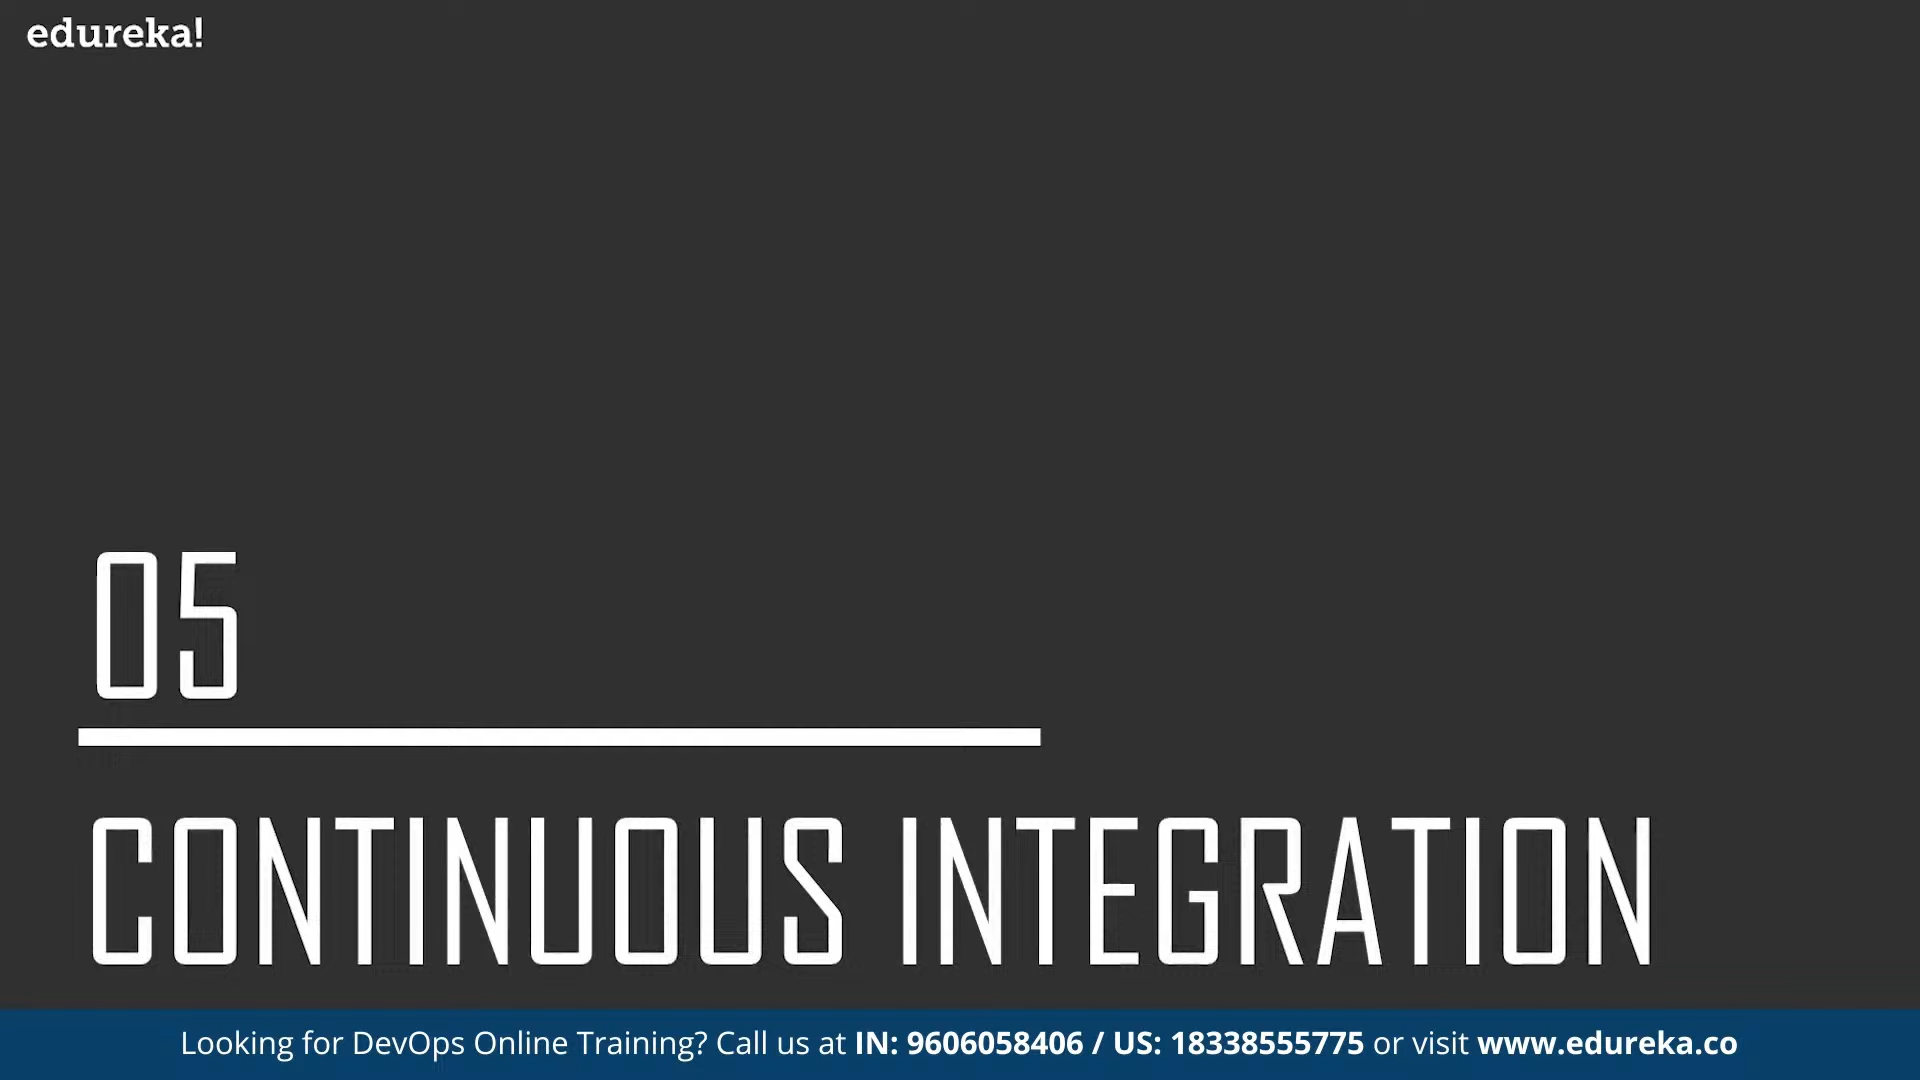 edureka!
05
CONTINUOUS INTEGRATION
Looking for DevOps Online Training? Call us at IN: 9606058406 / US: 18338555775 or visit www.edureka.co